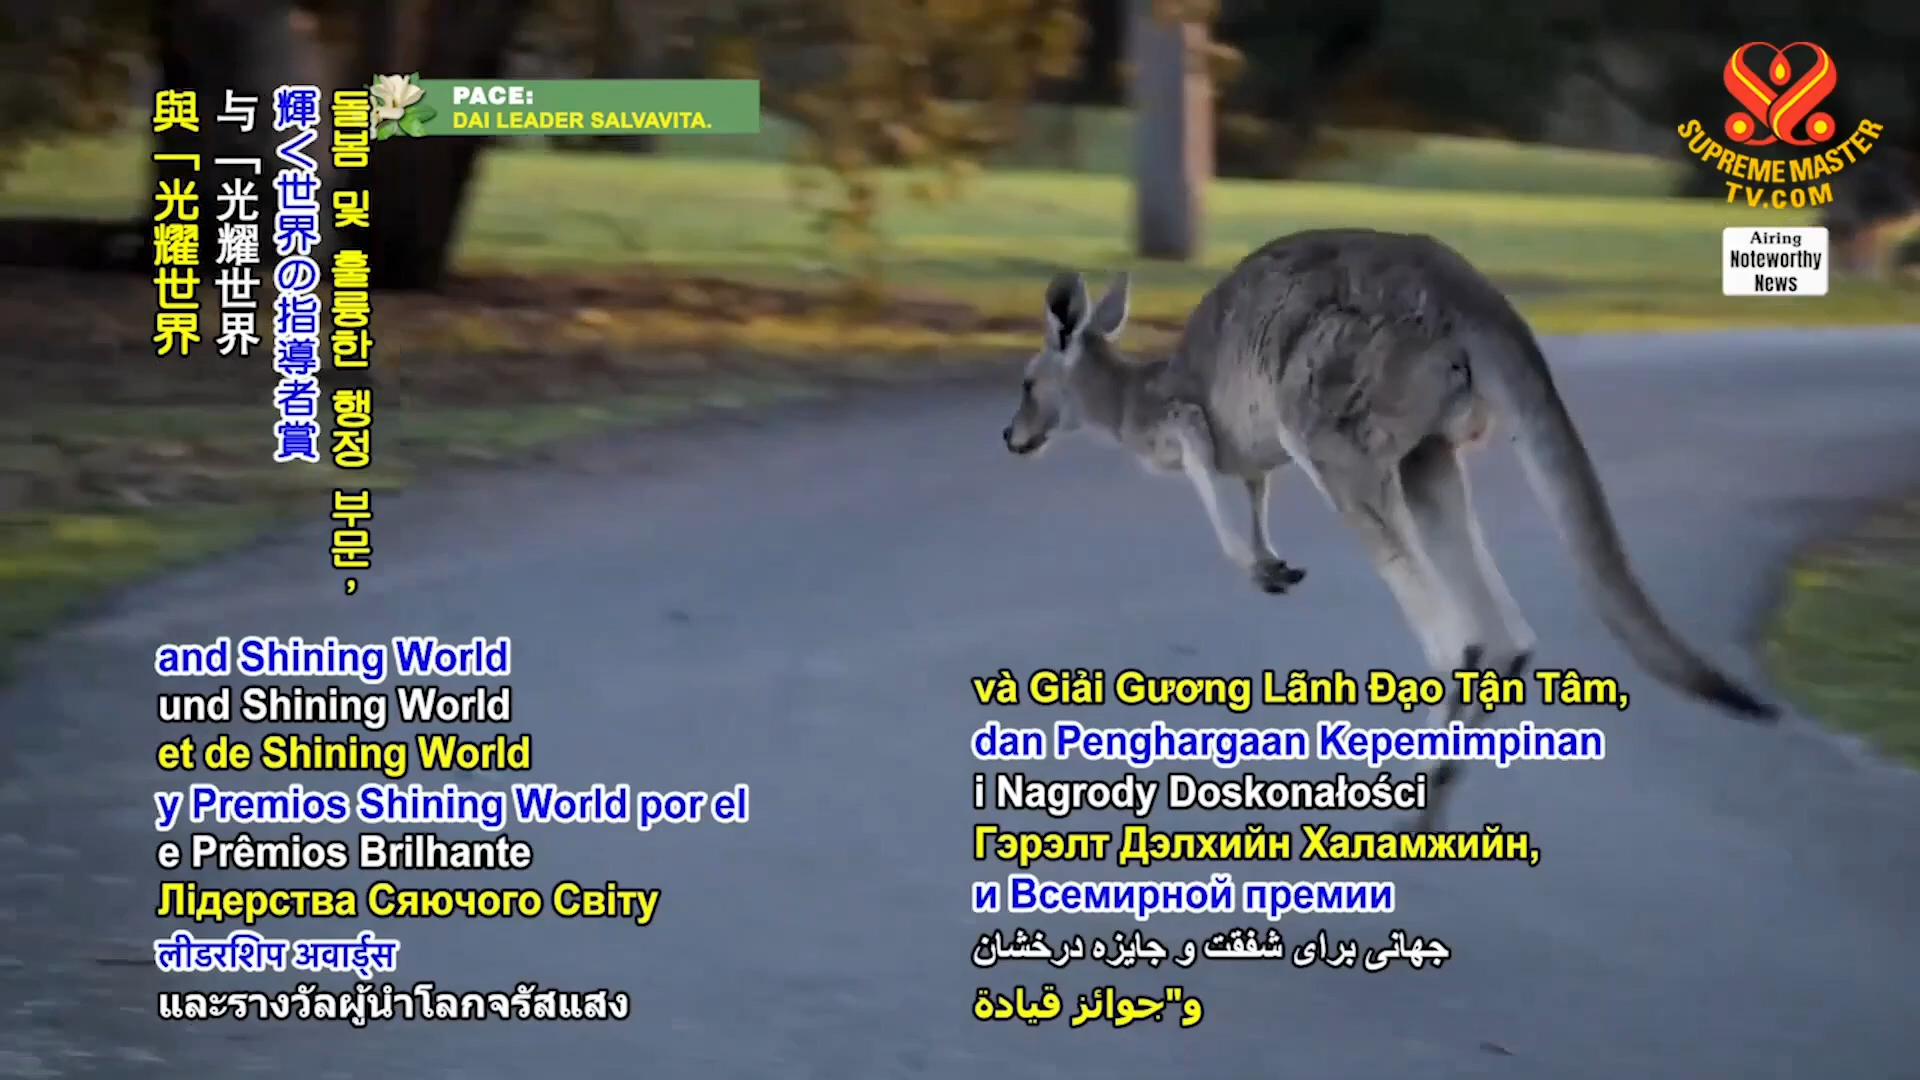 與「光耀世界
与「光耀世界
輝く世界の指導者賞
돌봄 및 훌륭한 행정 부문,
PACE:
DAI LEADER SALVAVITA.
SUPREME MASTER
TV.COM
Airing
Noteworthy
News
and Shining World
und Shining World
et de Shining World
y Premios Shining World por el
e Prêmios Brilhante
Лідерства Сяючого Світу
लीडरशिप अवार्ड्स
และรางวัลผู้นำโลกจรัสแสง
và Giải Gương Lãnh Đạo Tận Tâm,
dan Penghargaan Kepemimpinan
i Nagrody Doskonałości
Гэрэлт Дэлхийн Халамжийн,
и Всемирной премии
جهانی برای شفقت و جایزه درخشان
و"جوائز قيادة